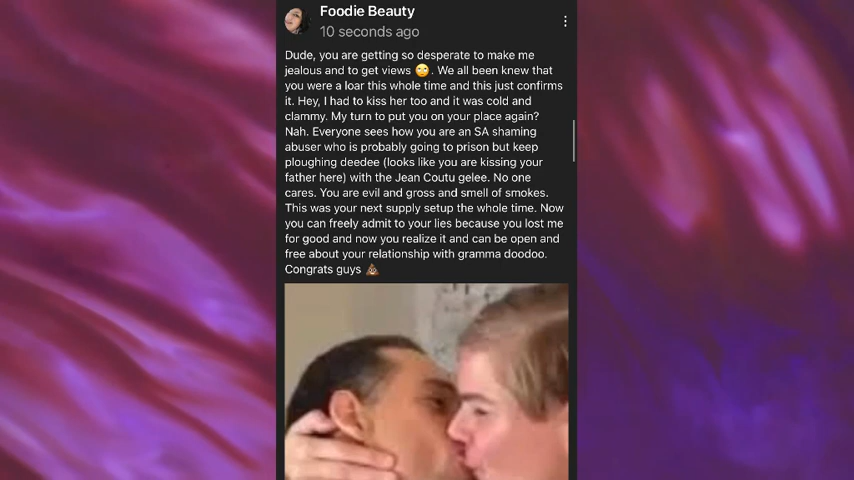 Foodie Beauty
10 seconds ago
Dude, you are getting so desperate to make me
jealous and to get views 🙄. We all been knew that
you were a loar this whole time and this just confirms
it. Hey, I had to kiss her too and it was cold and
clammy. My turn to put you on your place again?
Nah. Everyone sees how you are an SA shaming
abuser who is probably going to prison but keep
ploughing deedee (looks like you are kissing your
father here) with the Jean Coutu gelee. No one
cares. You are evil and gross and smell of smokes.
This was your next supply setup the whole time. Now
you can freely admit to your lies because you lost me
for good and now you realize it and can be open and
free about your relationship with gramma doodoo.
Congrats guys 💩